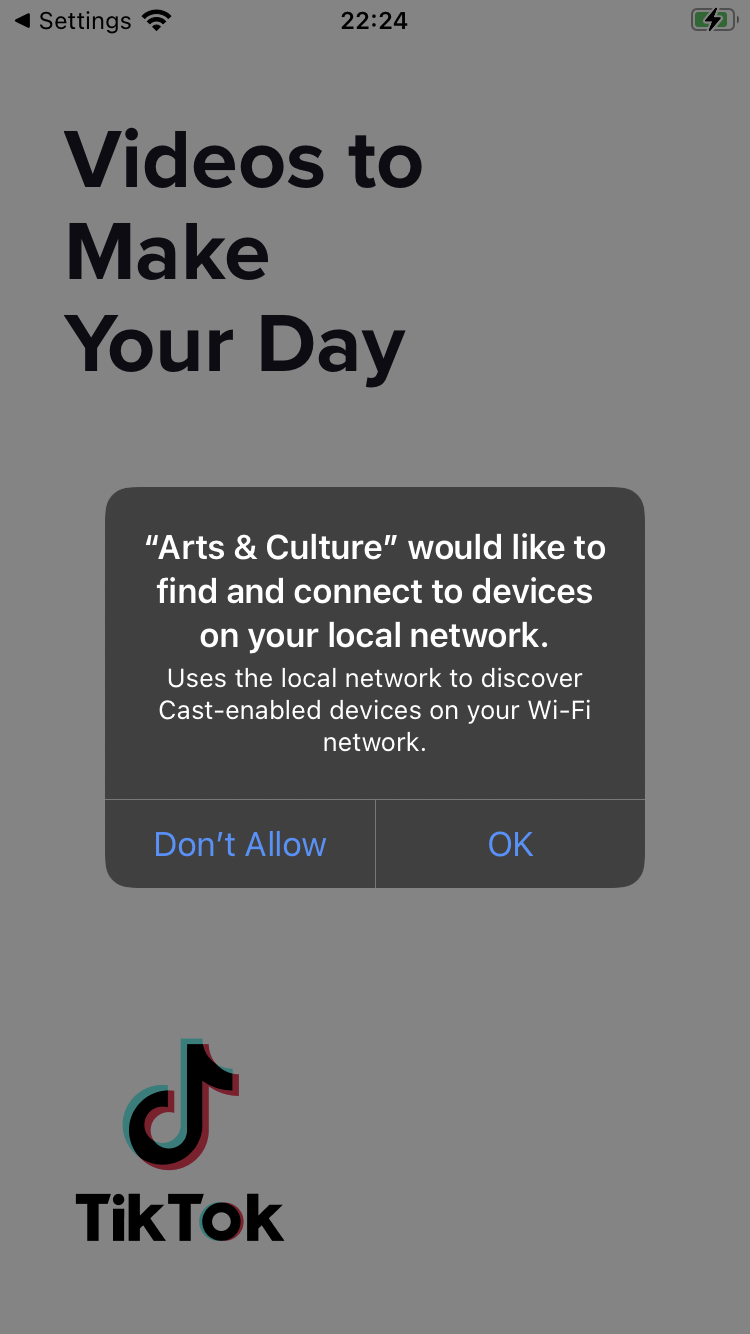 Settings
22:24
Videos to
Make
Your Day
“Arts & Culture” would like to
find and connect to devices
on your local network.
Uses the local network to discover
Cast-enabled devices on your Wi-Fi
network.
Don’t Allow
OK
TikTok